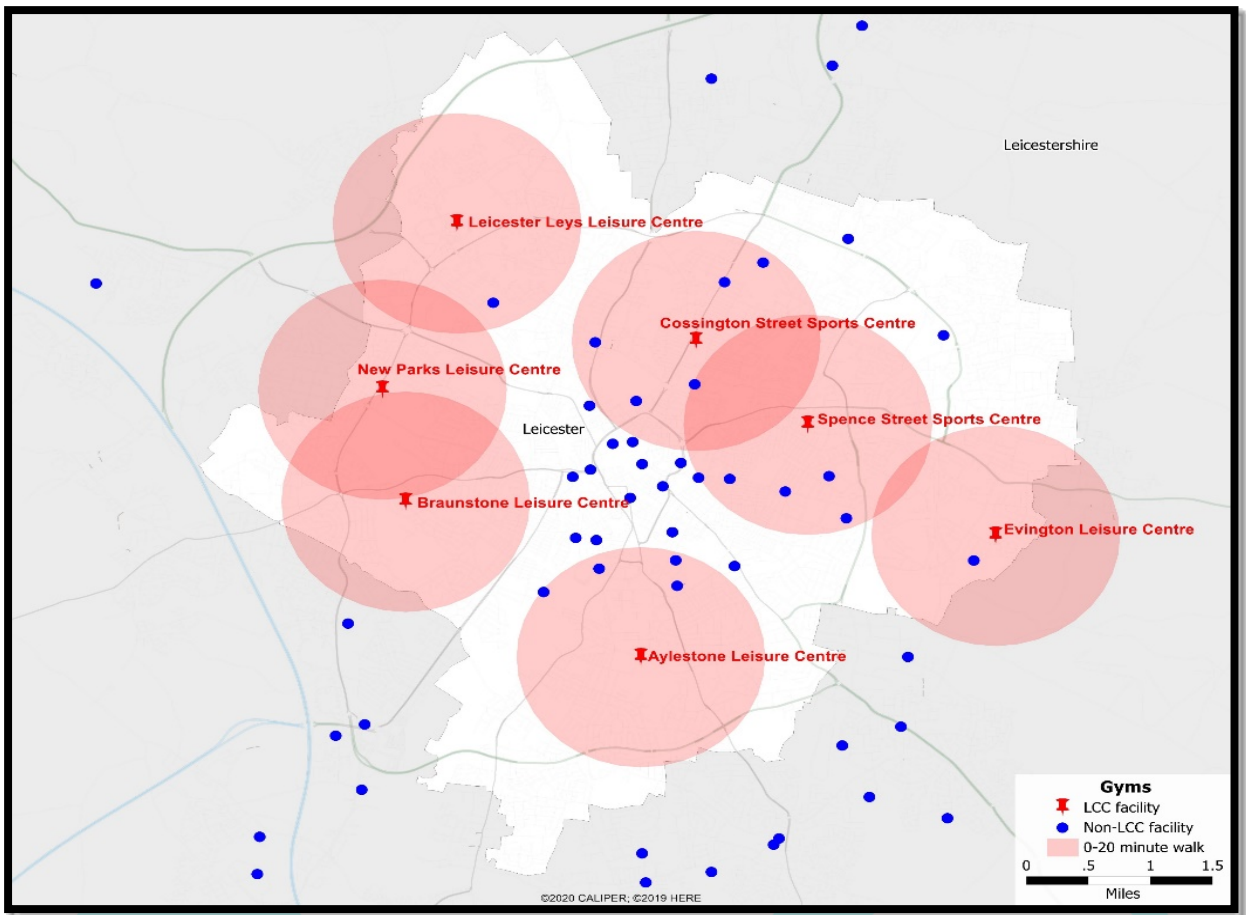 Leicestershire
Leicester Leys Leisure Centre
Cossington Street Sports Centre
New Parks Leisure Centre
Spence Street Sports Centre
Leicester
Braunstone Leisure Centre
Evington Leisure Centre
Aylestone Leisure Centre
Gyms
LCC facility
Non-LCC facility
0-20 minute walk
0 .5 1 1.5
Miles
©2020 CALIPER; ©2019 HERE